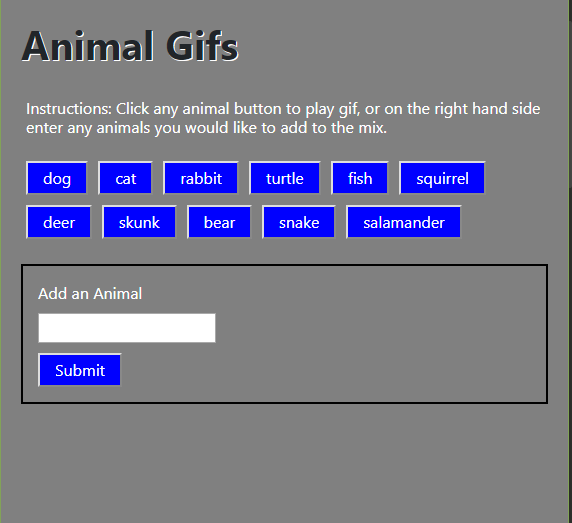 Animal Gifs
Instructions: Click any animal button to play gif, or on the right hand side
enter any animals you would like to add to the mix.
dog cat rabbit turtle fish squirrel
deer skunk bear snake salamander
Add an Animal
Submit